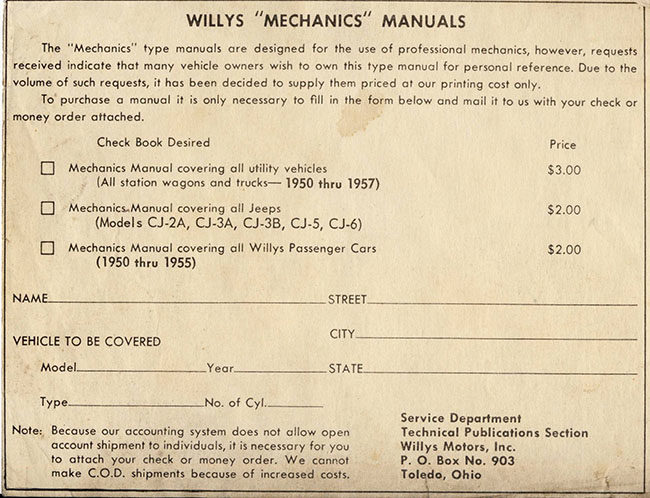 WILLYS "MECHANICS" MANUALS
The "Mechanics" type manuals are designed for the use of professional mechanics, however, requests
received indicate that many vehicle owners wish to own this type manual for personal reference. Due to the
volume of such requests, it has been decided to supply them priced at our printing cost only.
To purchase a manual it is only necessary to fill in the form below and mail it to us with your check or
money order attached.
Check Book Desired Price
Mechanics Manual covering all utility vehicles $3.00
(All station wagons and trucks— 1950 thru 1957)
Mechanics Manual covering all Jeeps $2.00
(Models CJ-2A, CJ-3A, CJ-3B, CJ-5, CJ-6)
Mechanics Manual covering all Willys Passenger Cars $2.00
(1950 thru 1955)
NAME STREET
CITY
VEHICLE TO BE COVERED
Model Year STATE
Type No. of Cyl.
Note: Because our accounting system does not allow open
account shipment to individuals, it is necessary for you
to attach your check or money order. We cannot
make C.O.D. shipments because of increased costs.
Service Department
Technical Publications Section
Willys Motors, Inc.
P. O. Box No. 903
Toledo, Ohio